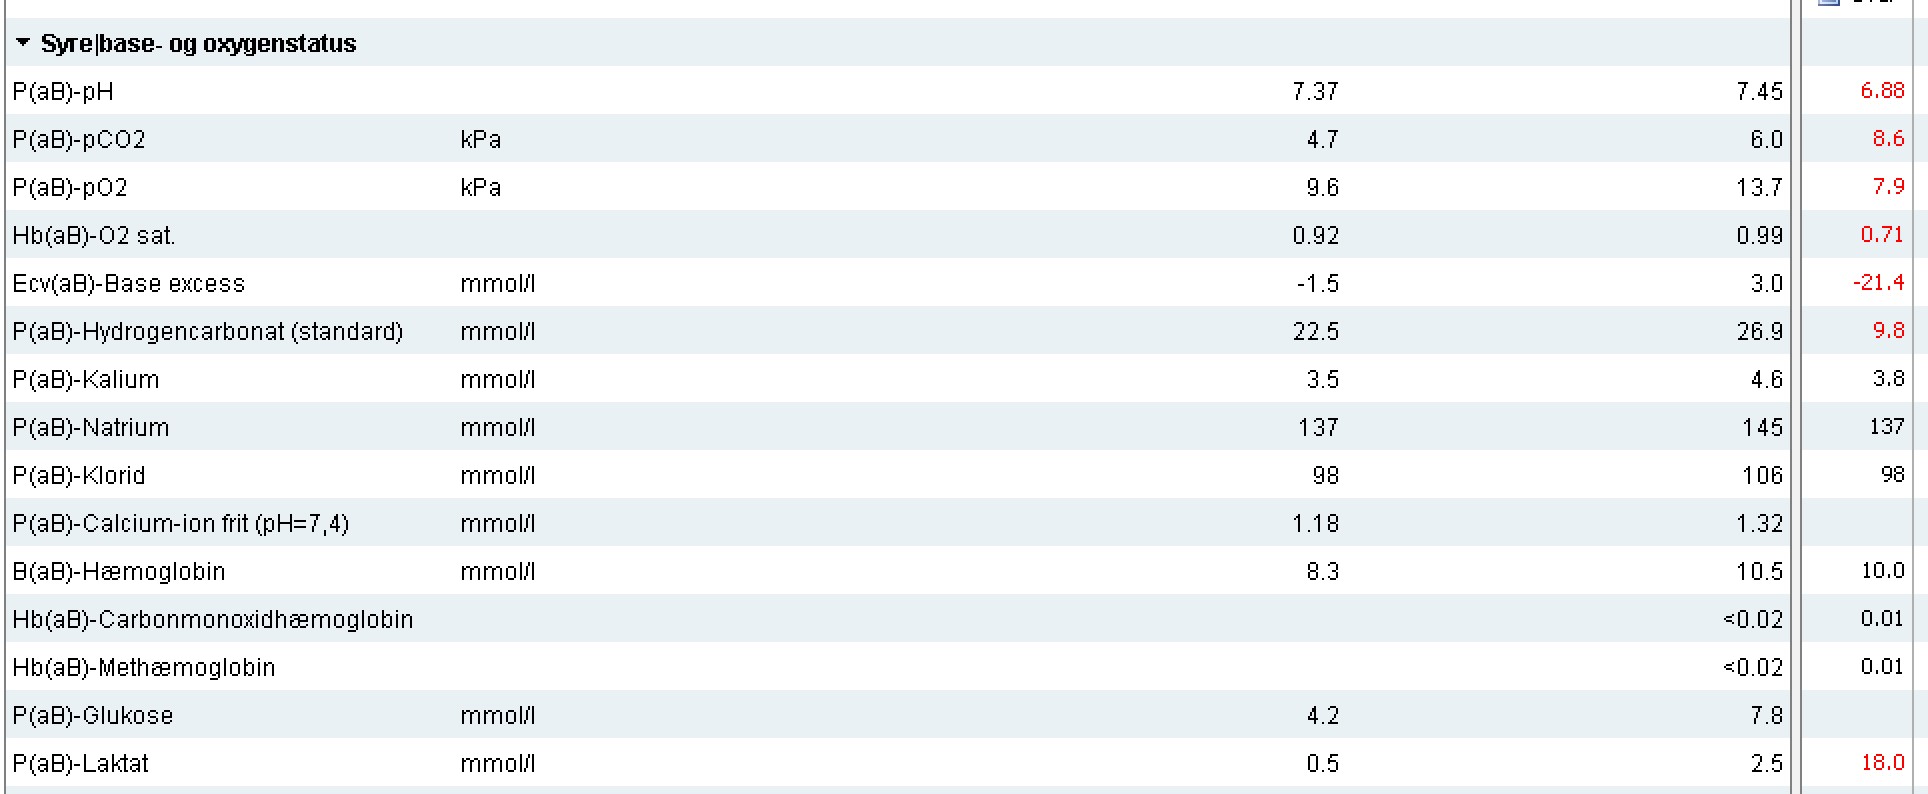 Syre|base- og oxygenstatus
P(aB)-pH 7.37 7.45 6.88
P(aB)-pCO2 kPa 4.7 6.0 8.6
P(aB)-pO2 kPa 9.6 13.7 7.9
Hb(aB)-O2 sat. 0.92 0.99 0.71
Ecv(aB)-Base excess mmol/l -1.5 3.0 -21.4
P(aB)-Hydrogencarbonat (standard) mmol/l 22.5 26.9 9.8
P(aB)-Kalium mmol/l 3.5 4.6 3.8
P(aB)-Natrium mmol/l 137 145 137
P(aB)-Klorid mmol/l 98 106 98
P(aB)-Calcium-ion frit (pH=7,4) mmol/l 1.18 1.32
B(aB)-Hæmoglobin mmol/l 8.3 10.5 10.0
Hb(aB)-Carbonmonoxidhæmoglobin <0.02 0.01
Hb(aB)-Methæmoglobin <0.02 0.01
P(aB)-Glukose mmol/l 4.2 7.8
P(aB)-Laktat mmol/l 0.5 2.5 18.0